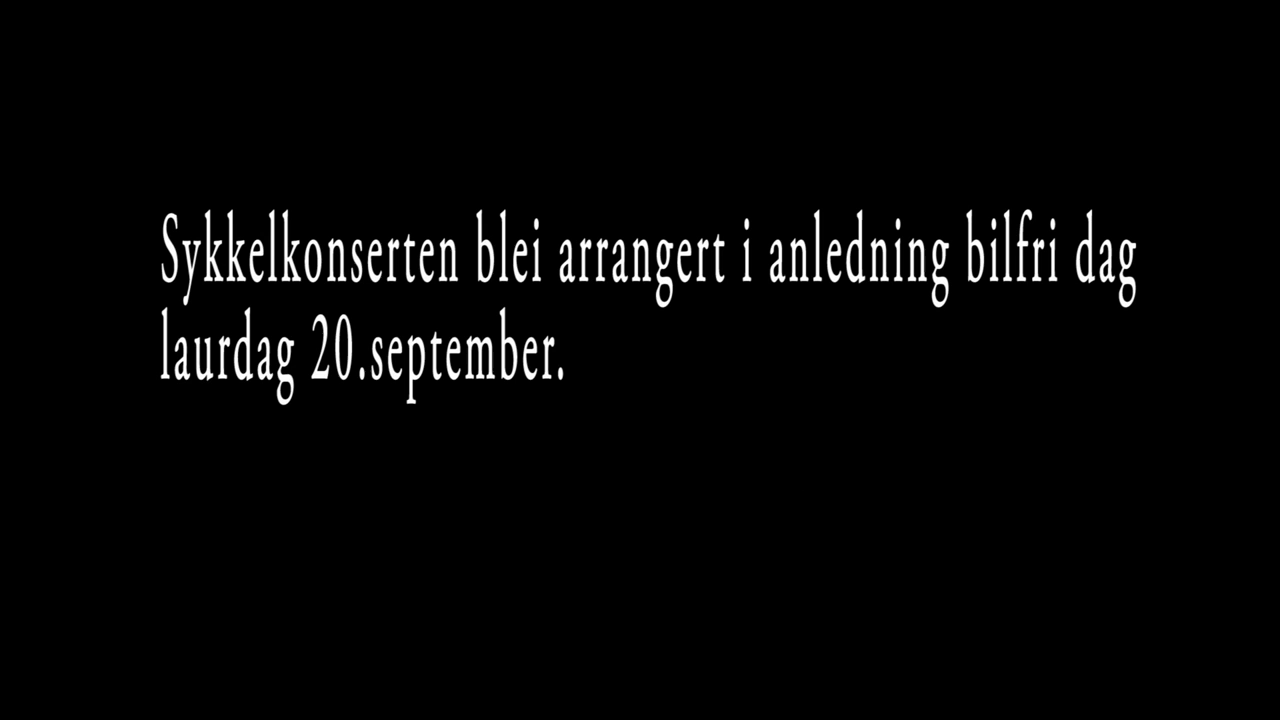 Sykkelkonserten blei arrangert i anledning bilfri dag
laurdag 20.september.